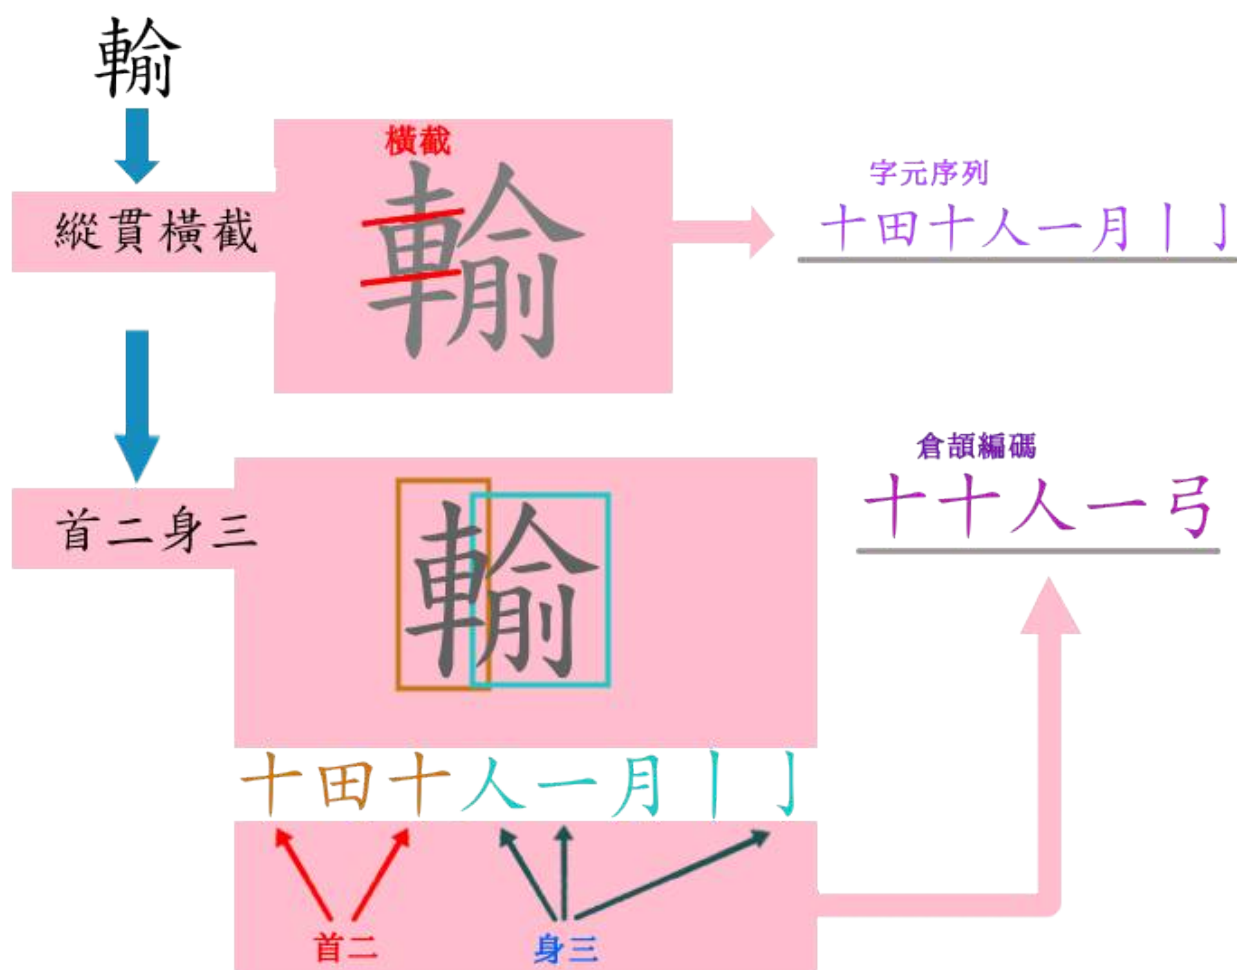 輸
橫截
縱貫橫截
輸
字元序列
十田十人一月丨亅
倉頡編碼
十十人一弓
首二身三
輸
十田十人一月丨亅
首二
身三